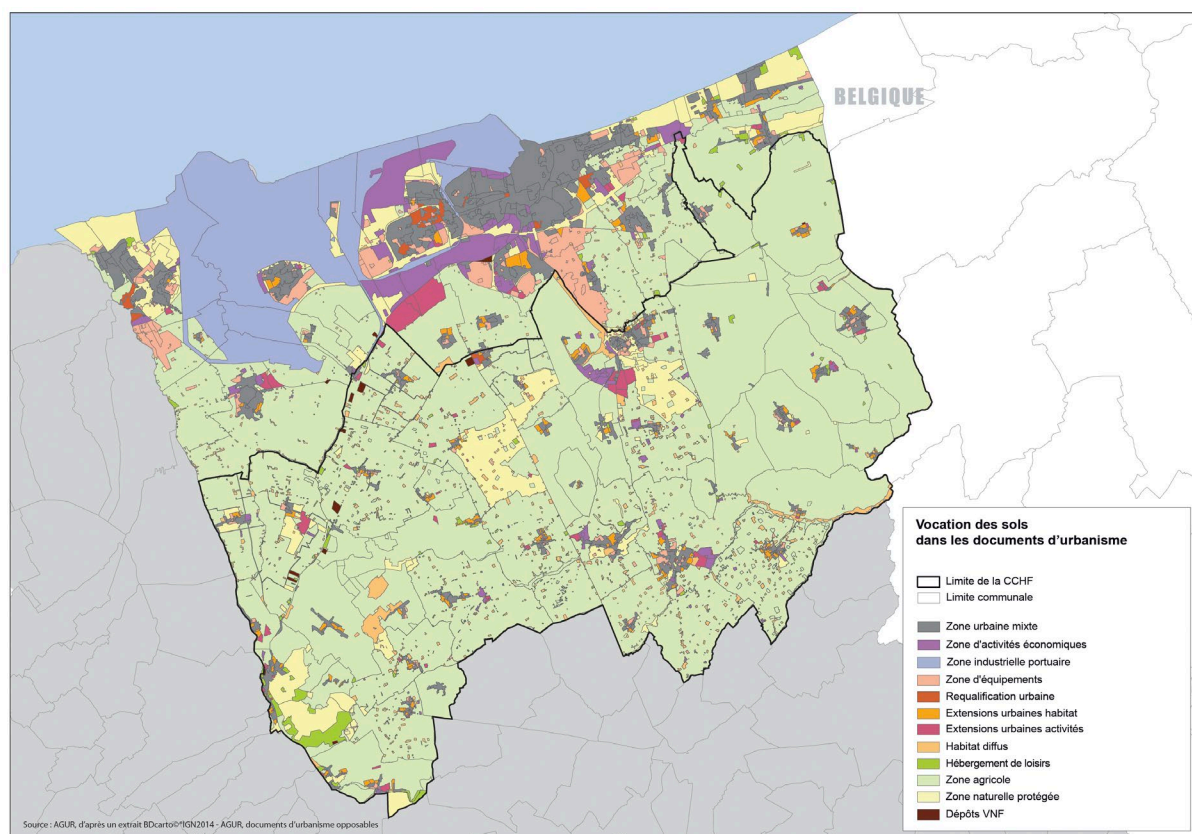 BELGIQUE
Vocation des sols
dans les documents d'urbanisme
Limite de la CCHF
Limite communale
Zone urbaine mixte
Zone d'activités économiques
Zone industrielle portuaire
Zone d'équipements
Requalification urbaine
Extensions urbaines habitat
Extensions urbaines activités
Habitat diffus
Hébergement de loisirs
Zone agricole
Zone naturelle protégée
Dépôts VNF
Source : AGUR, d'après un extrait BDcarto©®IGN2014 - AGUR, documents d'urbanisme opposables